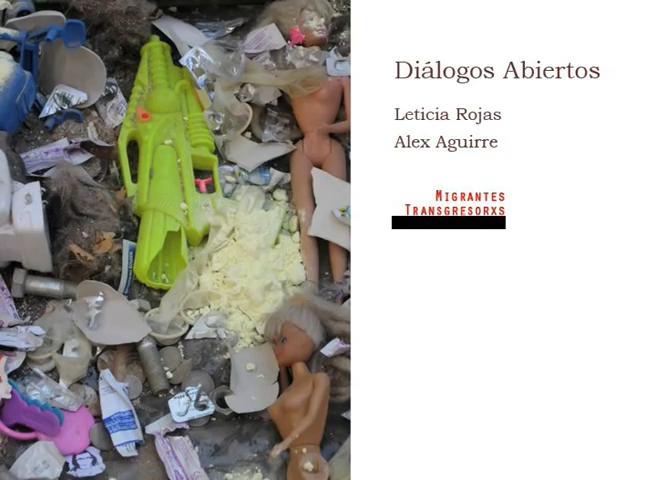 Diálogos Abiertos
Leticia Rojas
Alex Aguirre
MIGRANTES
TRANSGRESORXS